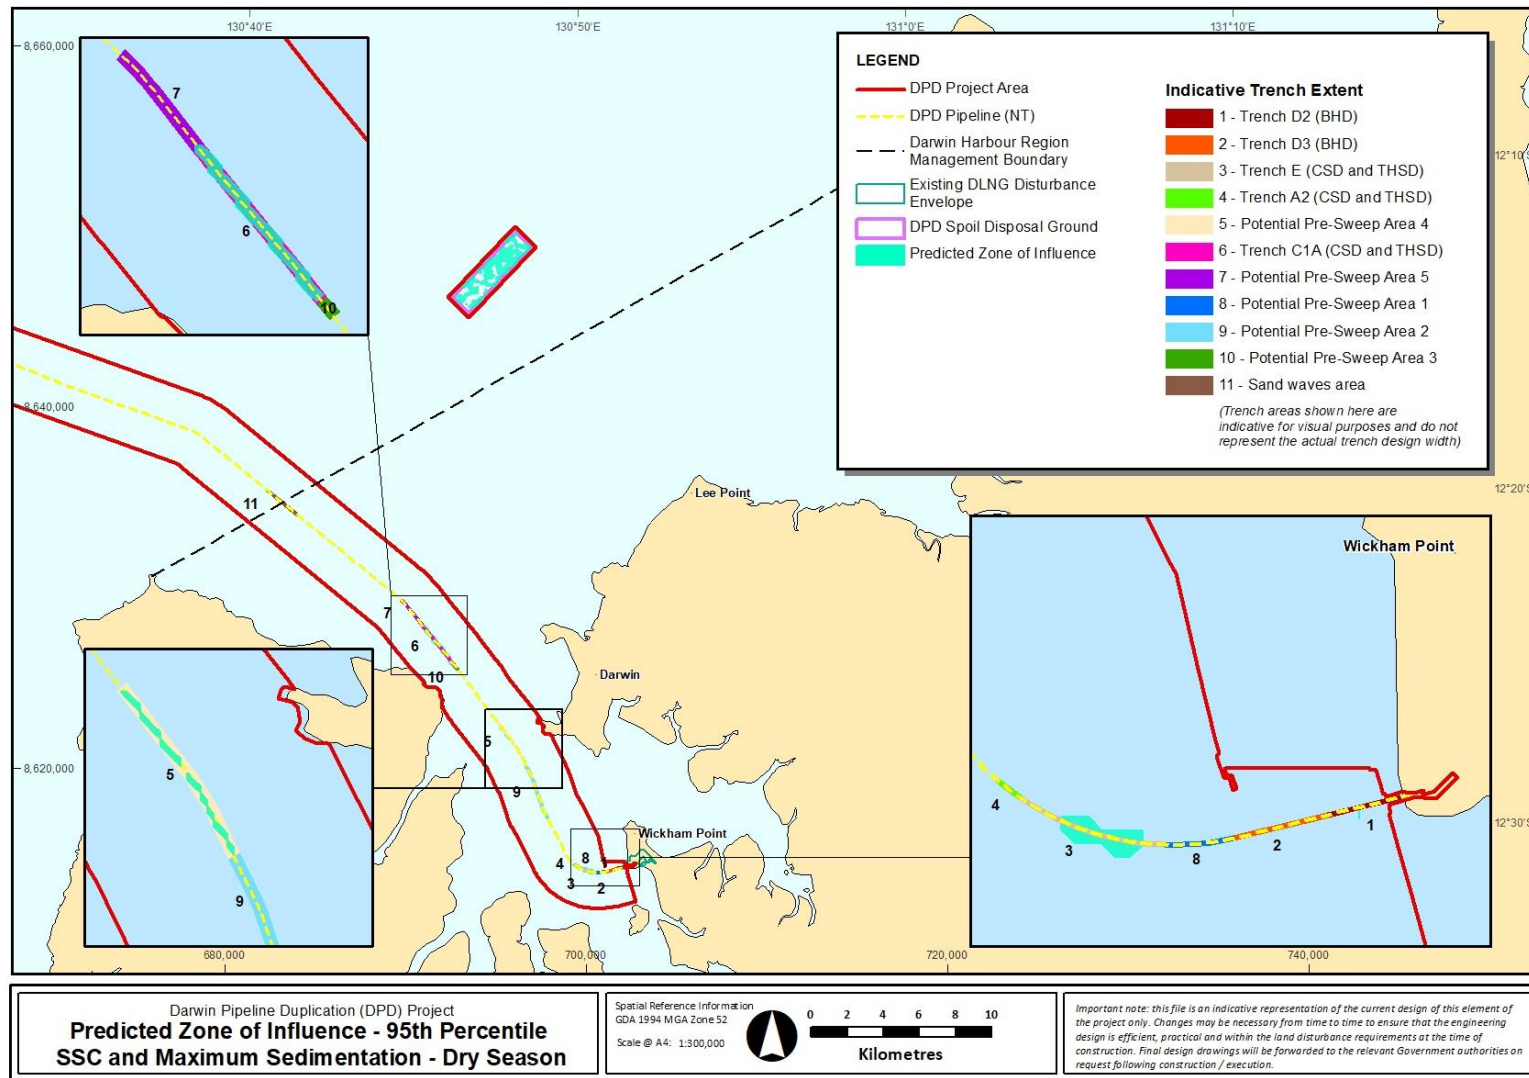 130°40'E
130°50'E
131°0'E
131°10'E
8,660,000
8,640,000
8,620,000
12°10'S
12°20'S
12°30'S
680,000
700,000
720,000
740,000
7
6
10
LEGEND
DPD Project Area
DPD Pipeline (NT)
Darwin Harbour Region
Management Boundary
Existing DLNG Disturbance
Envelope
DPD Spoil Disposal Ground
Predicted Zone of Influence
Indicative Trench Extent
1 - Trench D2 (BHD)
2 - Trench D3 (BHD)
3 - Trench E (CSD and THSD)
4 - Trench A2 (CSD and THSD)
5 - Potential Pre-Sweep Area 4
6 - Trench C1A (CSD and THSD)
7 - Potential Pre-Sweep Area 5
8 - Potential Pre-Sweep Area 1
9 - Potential Pre-Sweep Area 2
10 - Potential Pre-Sweep Area 3
11 - Sand waves area
(Trench areas shown here are
indicative for visual purposes and do not
represent the actual trench design width)
11
Lee Point
7
6
10
Darwin
5
9
Wickham Point
4
8
1
3
2
5
9
Wickham Point
4
3
8
2
1
Darwin Pipeline Duplication (DPD) Project
Predicted Zone of Influence - 95th Percentile
SSC and Maximum Sedimentation - Dry Season
Spatial Reference Information
GDA 1994 MGA Zone 52
Scale @ A4: 1:300,000
0 2 4 6 8 10
Kilometres
Important note: this file is an indicative representation of the current design of this element of
the project only. Changes may be necessary from time to time to ensure that the engineering
design is efficient, practical and within the land disturbance requirements at the time of
construction. Final design drawings will be forwarded to the relevant Government authorities on
request following construction / execution.